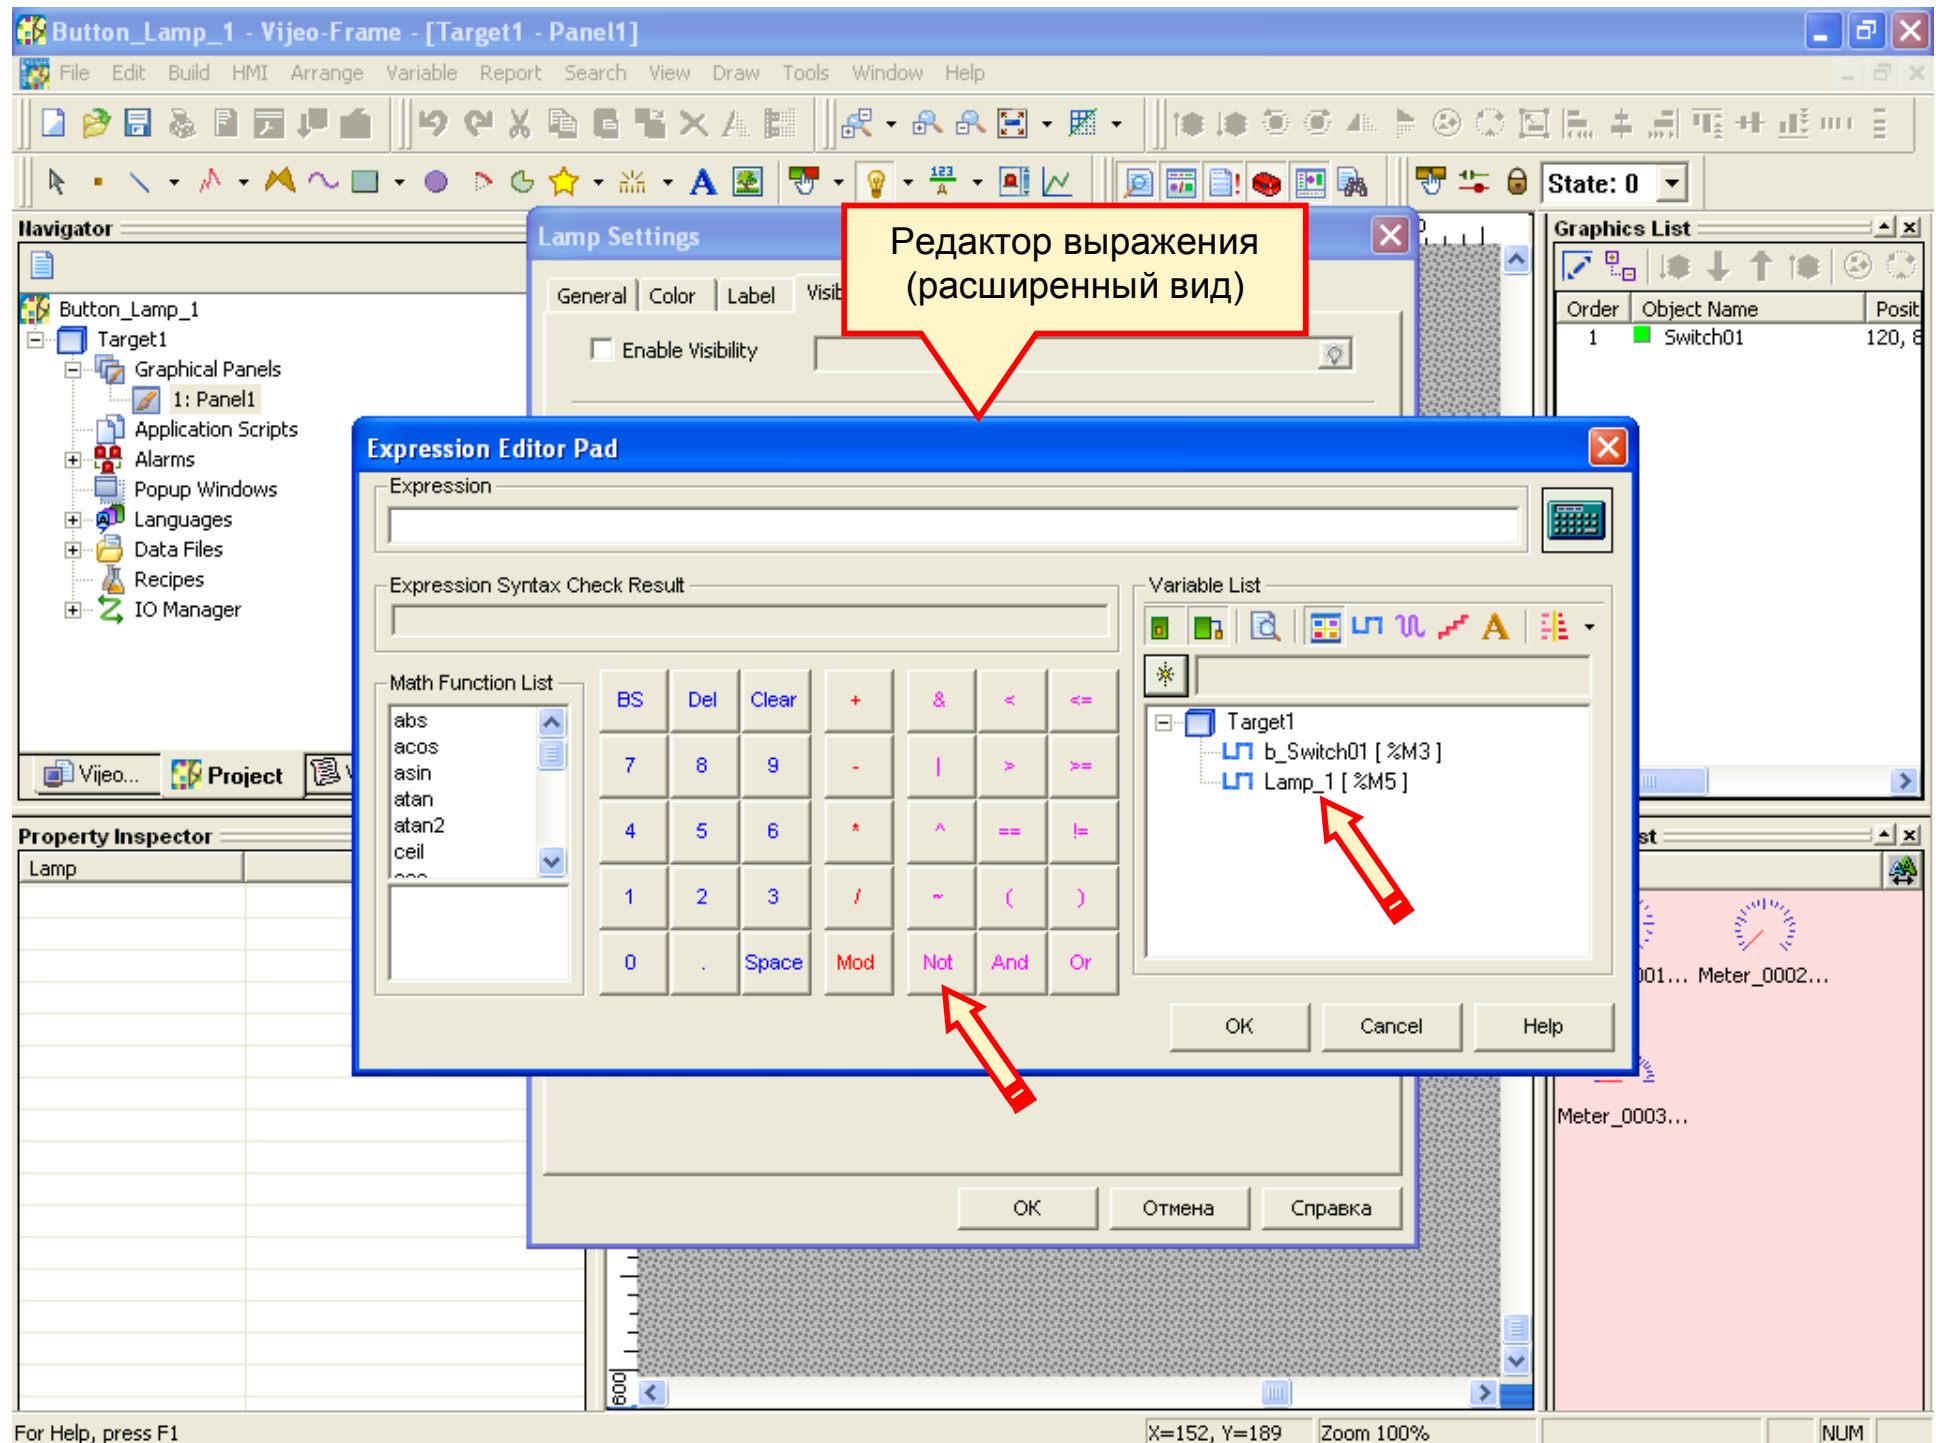 Button_Lamp_1 - Vijeo-Frame - [Target1 - Panel1]
File Edit Build HMI Arrange Variable Report Search View Draw Tools Window Help
State: 0
Navigator
Button_Lamp_1
Target1
Graphical Panels
1: Panel1
Application Scripts
Alarms
Popup Windows
Languages
Data Files
Recipes
IO Manager
Vijeo... Project
Property Inspector
Lamp
Lamp Settings
General Color Label
Enable Visibility
Редактор выражения
(расширенный вид)
Graphics List
Order Object Name
1 Switch01 120,
Expression Editor Pad
Expression
Expression Syntax Check Result
Math Function List
abs
acos
asin
atan
atan2
ceil
BS Del Clear + & < <=
7 8 9 - | > >=
4 5 6 * ^ == !=
1 2 3 / ~ ( )
0 . Space Mod Not And Or
Variable List
Target1
b_Switch01 [ %M3 ]
Lamp_1 [ %M5 ]
OK Cancel Help
Meter_0002...
Meter_0003...
ОК Отмена Справка
600
For Help, press F1
X=152, Y=189 Zoom 100% NUM